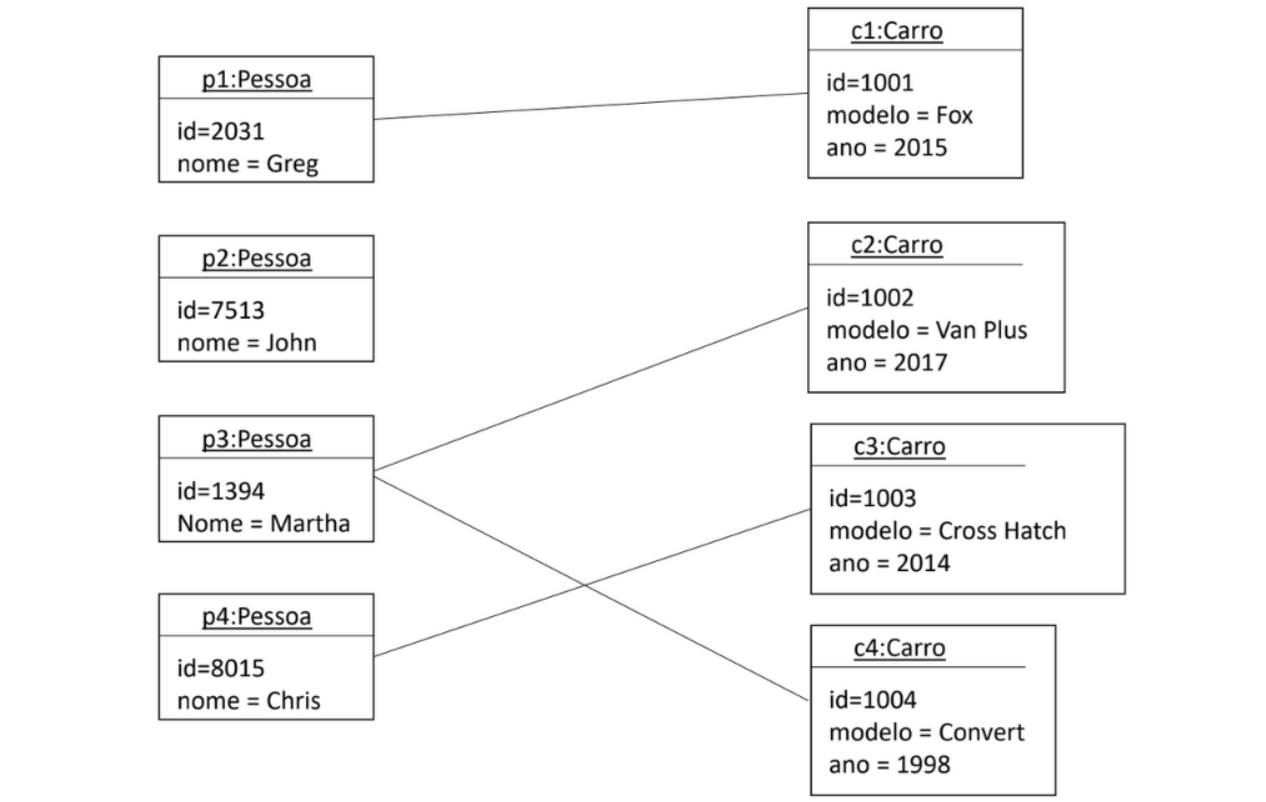 p1:Pessoa
id=2031
nome = Greg
p2:Pessoa
id=7513
nome = John
p3:Pessoa
id=1394
Nome = Martha
p4:Pessoa
id=8015
nome = Chris
c1:Carro
id=1001
modelo = Fox
ano = 2015
c2:Carro
id=1002
modelo = Van Plus
ano = 2017
c3:Carro
id=1003
modelo = Cross Hatch
ano = 2014
c4:Carro
id=1004
modelo = Convert
ano = 1998